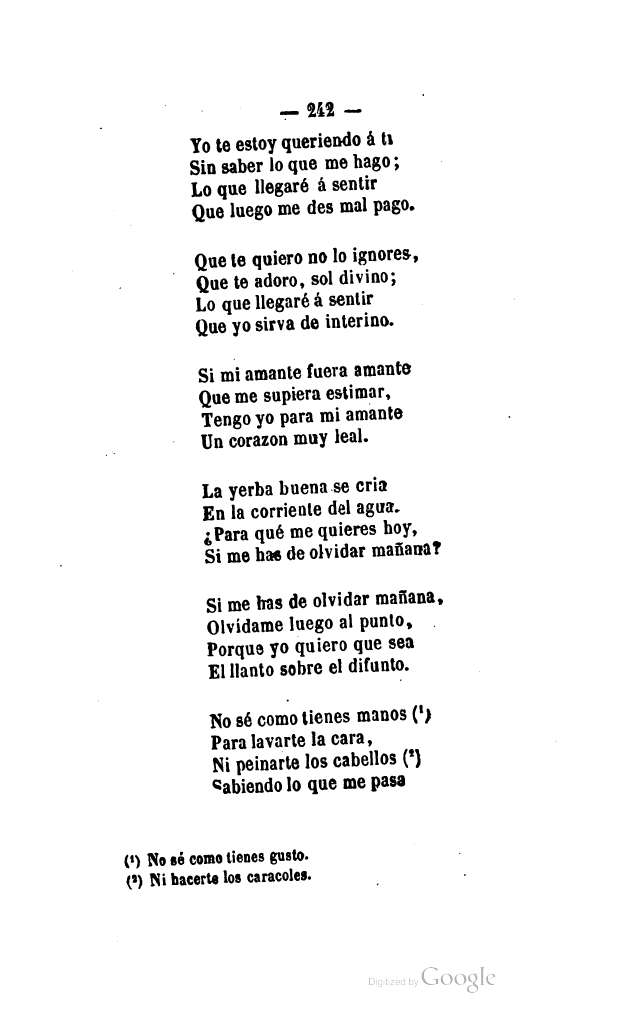 — 242 —
Yo te estoy queriendo á ti
Sin saber lo que me hago;
Lo que llegaré á sentir
Que luego me des mal pago.
Que te quiero no lo ignores,
Que te adoro, sol divino;
Lo que llegaré á sentir
Que yo sirva de interino.
Si mi amante fuera amante
Que me supiera estimar,
Tengo yo para mi amante
Un corazon muy leal.
La yerba buena se cria
En la corriente del agua.
¿Para qué me quieres hoy,
Si me has de olvidar mañana?
Si me has de olvidar mañana,
Olvídame luego al punto,
Porque yo quiero que sea
El llanto sobre el difunto.
No sé como tienes manos (¹)
Para lavarte la cara,
Ni peinarte los cabellos (²)
Sabiendo lo que me pasa
(¹) No sé como tienes gusto.
(²) Ni hacerte los caracoles.
Digitized by Google